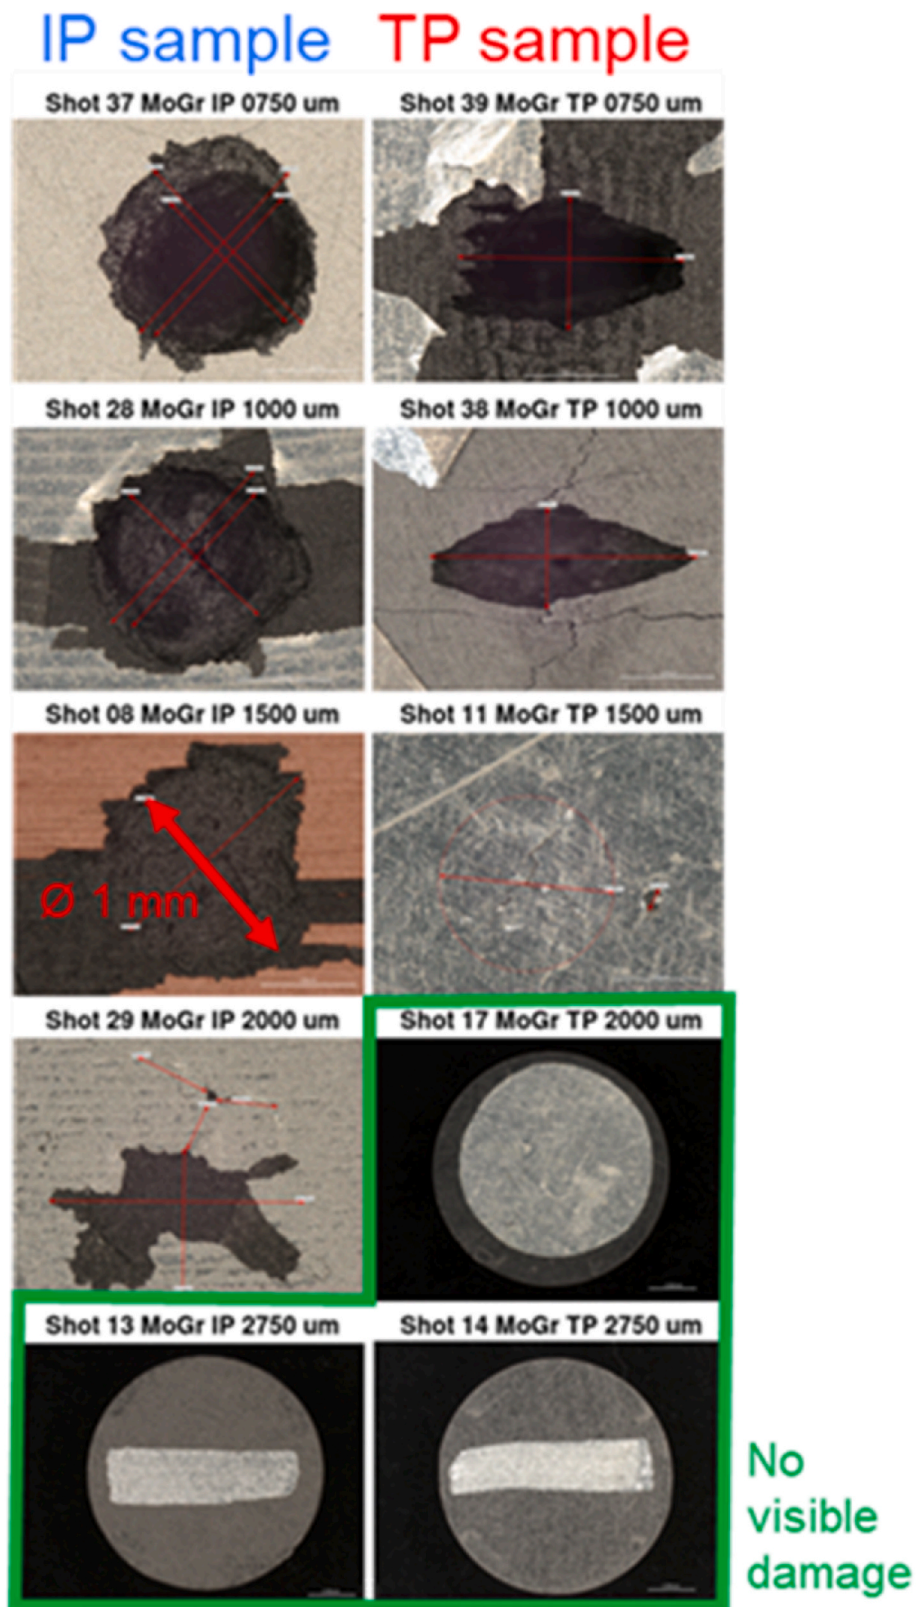 IP sample TP sample
Shot 37 MoGr IP 0750 um
Shot 39 MoGr TP 0750 um
Shot 28 MoGr IP 1000 um
Shot 38 MoGr TP 1000 um
Shot 08 MoGr IP 1500 um
Shot 11 MoGr TP 1500 um
Ø 1 mm
Shot 29 MoGr IP 2000 um
Shot 17 MoGr TP 2000 um
Shot 13 MoGr IP 2750 um
Shot 14 MoGr TP 2750 um
No
visible
damage